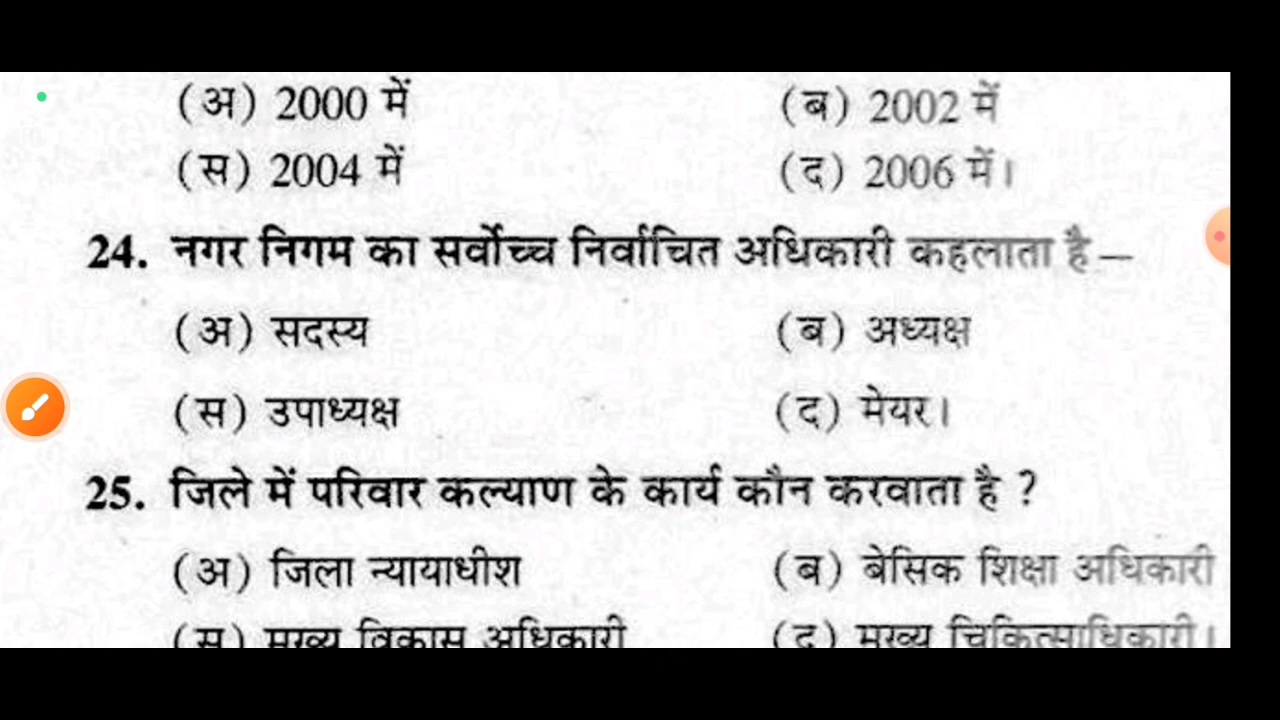 (अ) 2000 में (ब) 2002 में
(स) 2004 में (द) 2006 में।
24. नगर निगम का सर्वोच्च निर्वाचित अधिकारी कहलाता है–
(अ) सदस्य (ब) अध्यक्ष
(स) उपाध्यक्ष (द) मेयर।
25. जिले में परिवार कल्याण के कार्य कौन करवाता है ?
(अ) जिला न्यायाधीश (ब) बेसिक शिक्षा अधिकारी
(स) मुख्य विकास अधिकारी (द) मुख्य चिकित्साधिकारी।